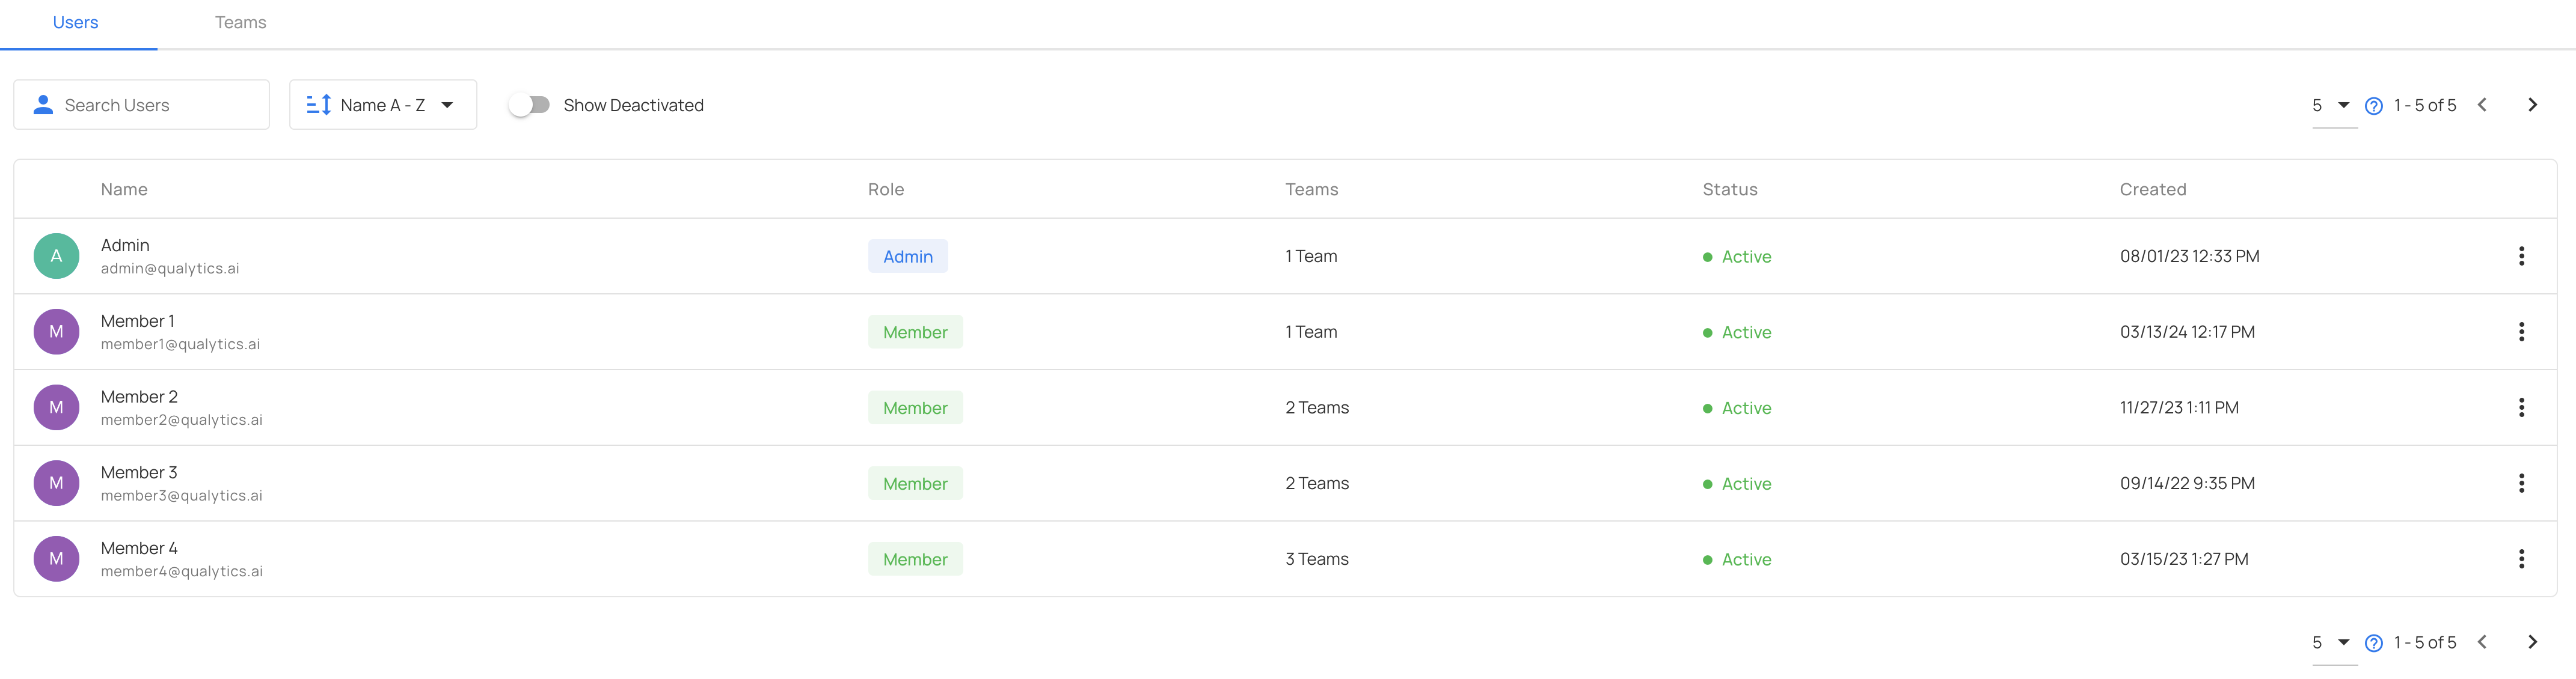 Users Teams
Search Users Name A - Z Show Deactivated 5 1 - 5 of 5
Name Role Teams Status Created
A Admin Admin 1 Team Active 08/01/23 12:33 PM
admin@qualytics.ai
M Member 1 Member 1 Team Active 03/13/24 12:17 PM
member1@qualytics.ai
M Member 2 Member 2 Teams Active 11/27/23 1:11 PM
member2@qualytics.ai
M Member 3 Member 2 Teams Active 09/14/22 9:35 PM
member3@qualytics.ai
M Member 4 Member 3 Teams Active 03/15/23 1:27 PM
member4@qualytics.ai
5 1 - 5 of 5